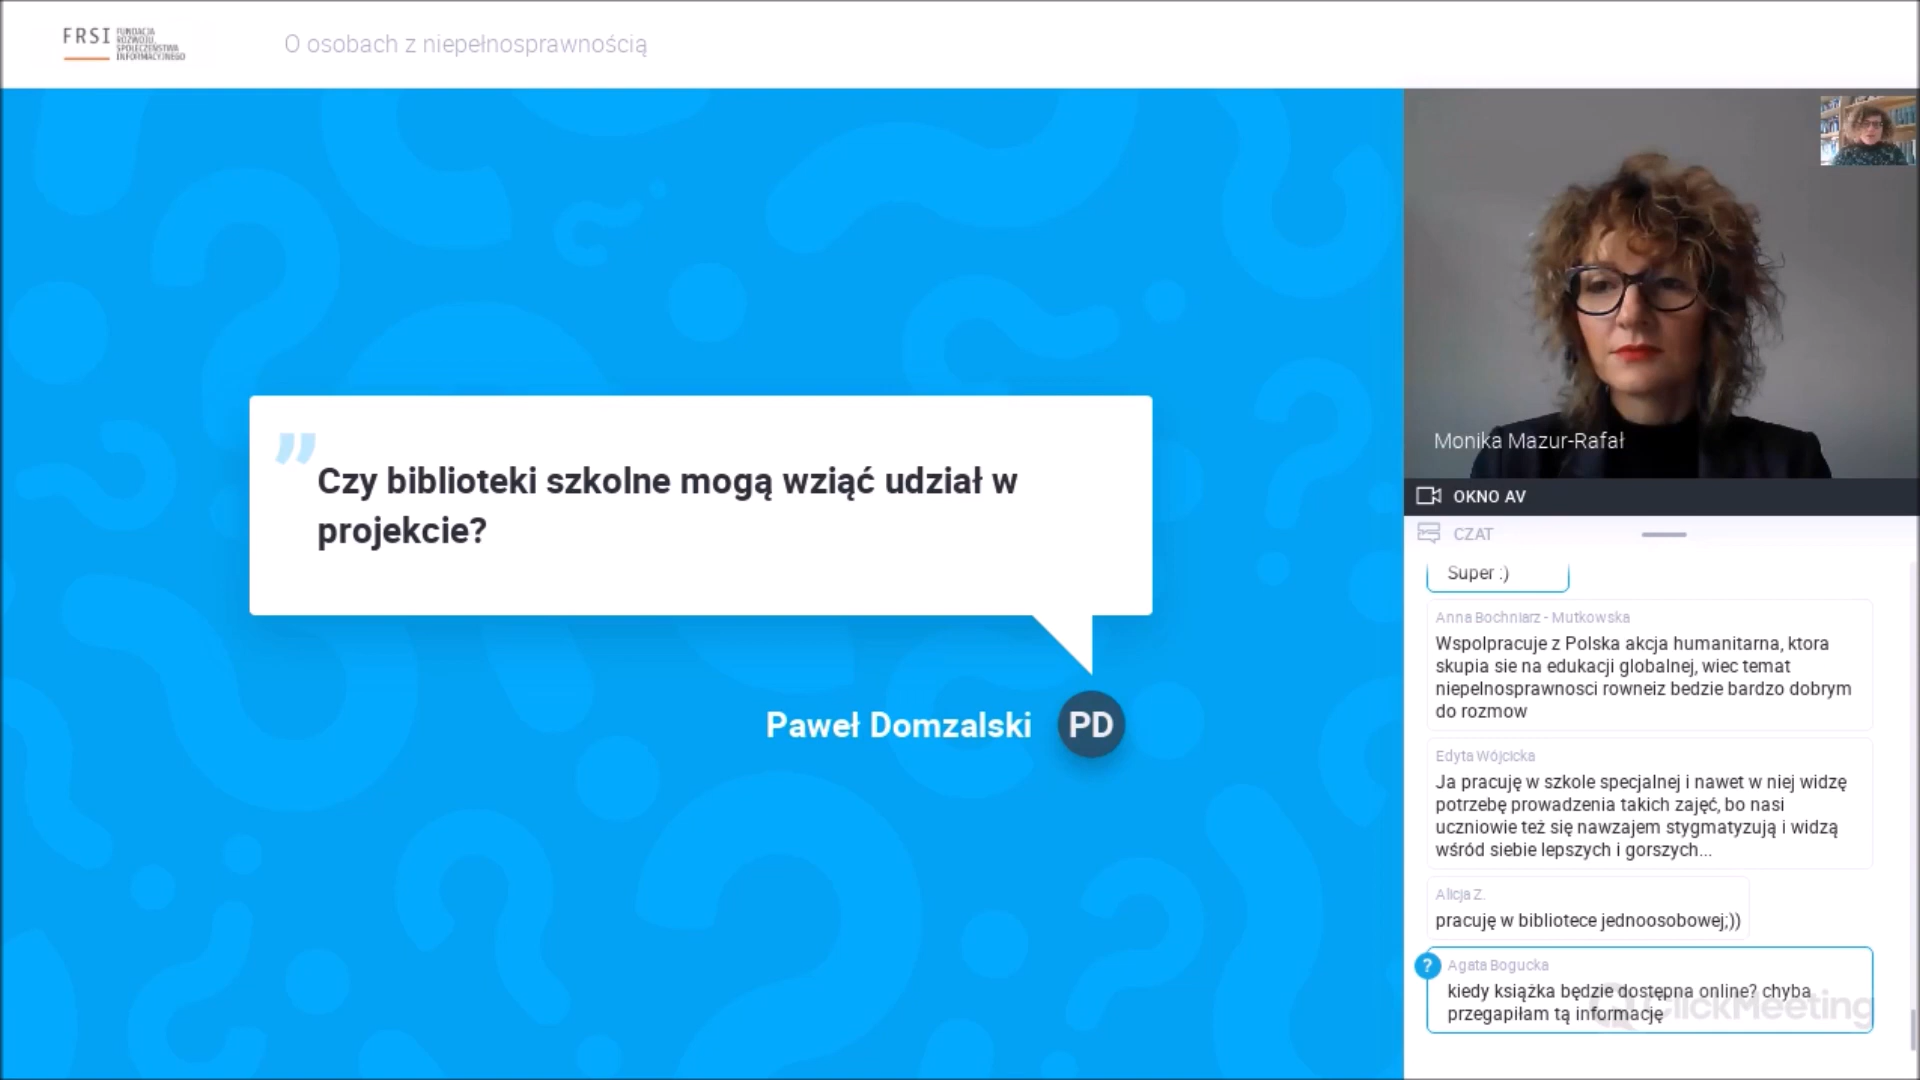 FRSI
FUNDACJA
ROZWOJU
SPOŁECZEŃSTWA
INFORMACYJNEGO
O osobach z niepełnosprawnością
Czy biblioteki szkolne mogą wziąć udział w
projekcie?
Paweł Domzalski
PD
Monika Mazur-Rafał
OKNO AV
CZAT
Super :)
Anna Bochniarz - Mutkowska
Wspolpracuje z Polska akcja humanitarna, ktora
skupia sie na edukacji globalnej, wiec temat
niepelnosprawnosci rowneiz bedzie bardzo dobrym
do rozmow
Edyta Wójcicka
Ja pracuję w szkole specjalnej i nawet w niej widzę
potrzebę prowadzenia takich zajęć, bo nasi
uczniowie też się nawzajem stygmatyzują i widzą
wśród siebie lepszych i gorszych...
Alicja Z.
pracuję w bibliotece jednoosobowej;))
?
Agata Bogucka
kiedy książka będzie dostępna online? chyba
przegapiłam tą informację
ClickMeeting